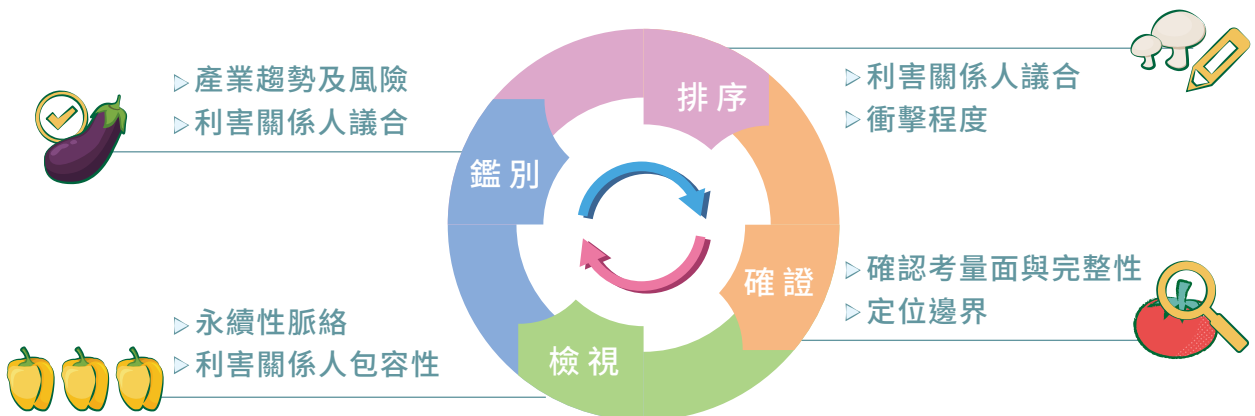 產業趨勢及風險
利害關係人議合
鑑別
排序
利害關係人議合
衝擊程度
確證
確認考量面與完整性
定位邊界
檢視
永續性脈絡
利害關係人包容性